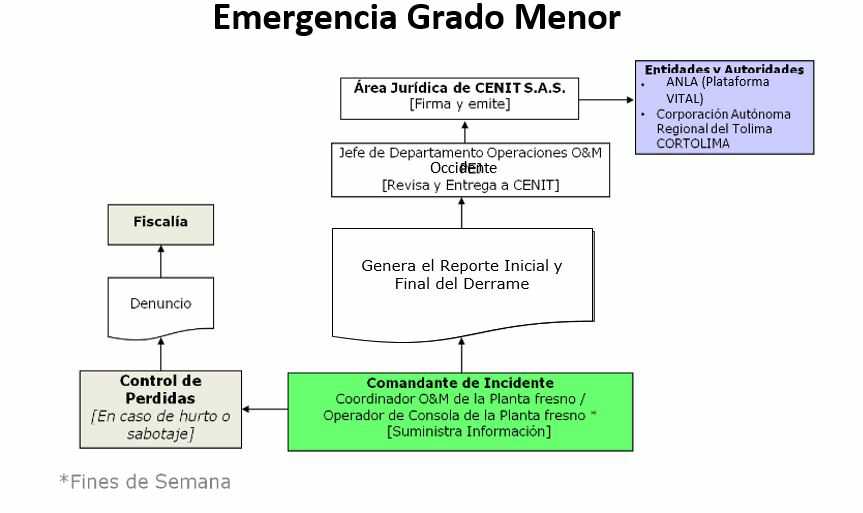 Emergencia Grado Menor
Entidades y Autoridades
• ANLA (Plataforma
VITAL)
• Corporación Autónoma
Regional del Tolima
CORTOLIMA
Área Jurídica de CENIT S.A.S.
[Firma y emite]
Jefe de Departamento Operaciones O&M
Occidente
[Revisa y Entrega a CENIT]
Fiscalía
Genera el Reporte Inicial y
Final del Derrame
Denuncio
Control de
Perdidas
[En caso de hurto o
sabotaje]
Comandante de Incidente
Coordinador O&M de la Planta fresno /
Operador de Consola de la Planta fresno *
[Suministra Información]
*Fines de Semana